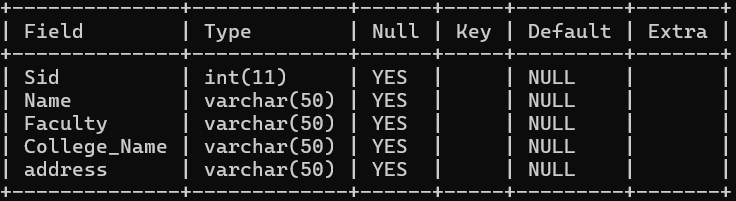 +--------------+-------------+------+-----+---------+-------+
| Field        | Type        | Null | Key | Default | Extra |
+--------------+-------------+------+-----+---------+-------+
| Sid          | int(11)     | YES  |     | NULL    |       |
| Name         | varchar(50) | YES  |     | NULL    |       |
| Faculty      | varchar(50) | YES  |     | NULL    |       |
| College_Name | varchar(50) | YES  |     | NULL    |       |
| address      | varchar(50) | YES  |     | NULL    |       |
+--------------+-------------+------+-----+---------+-------+